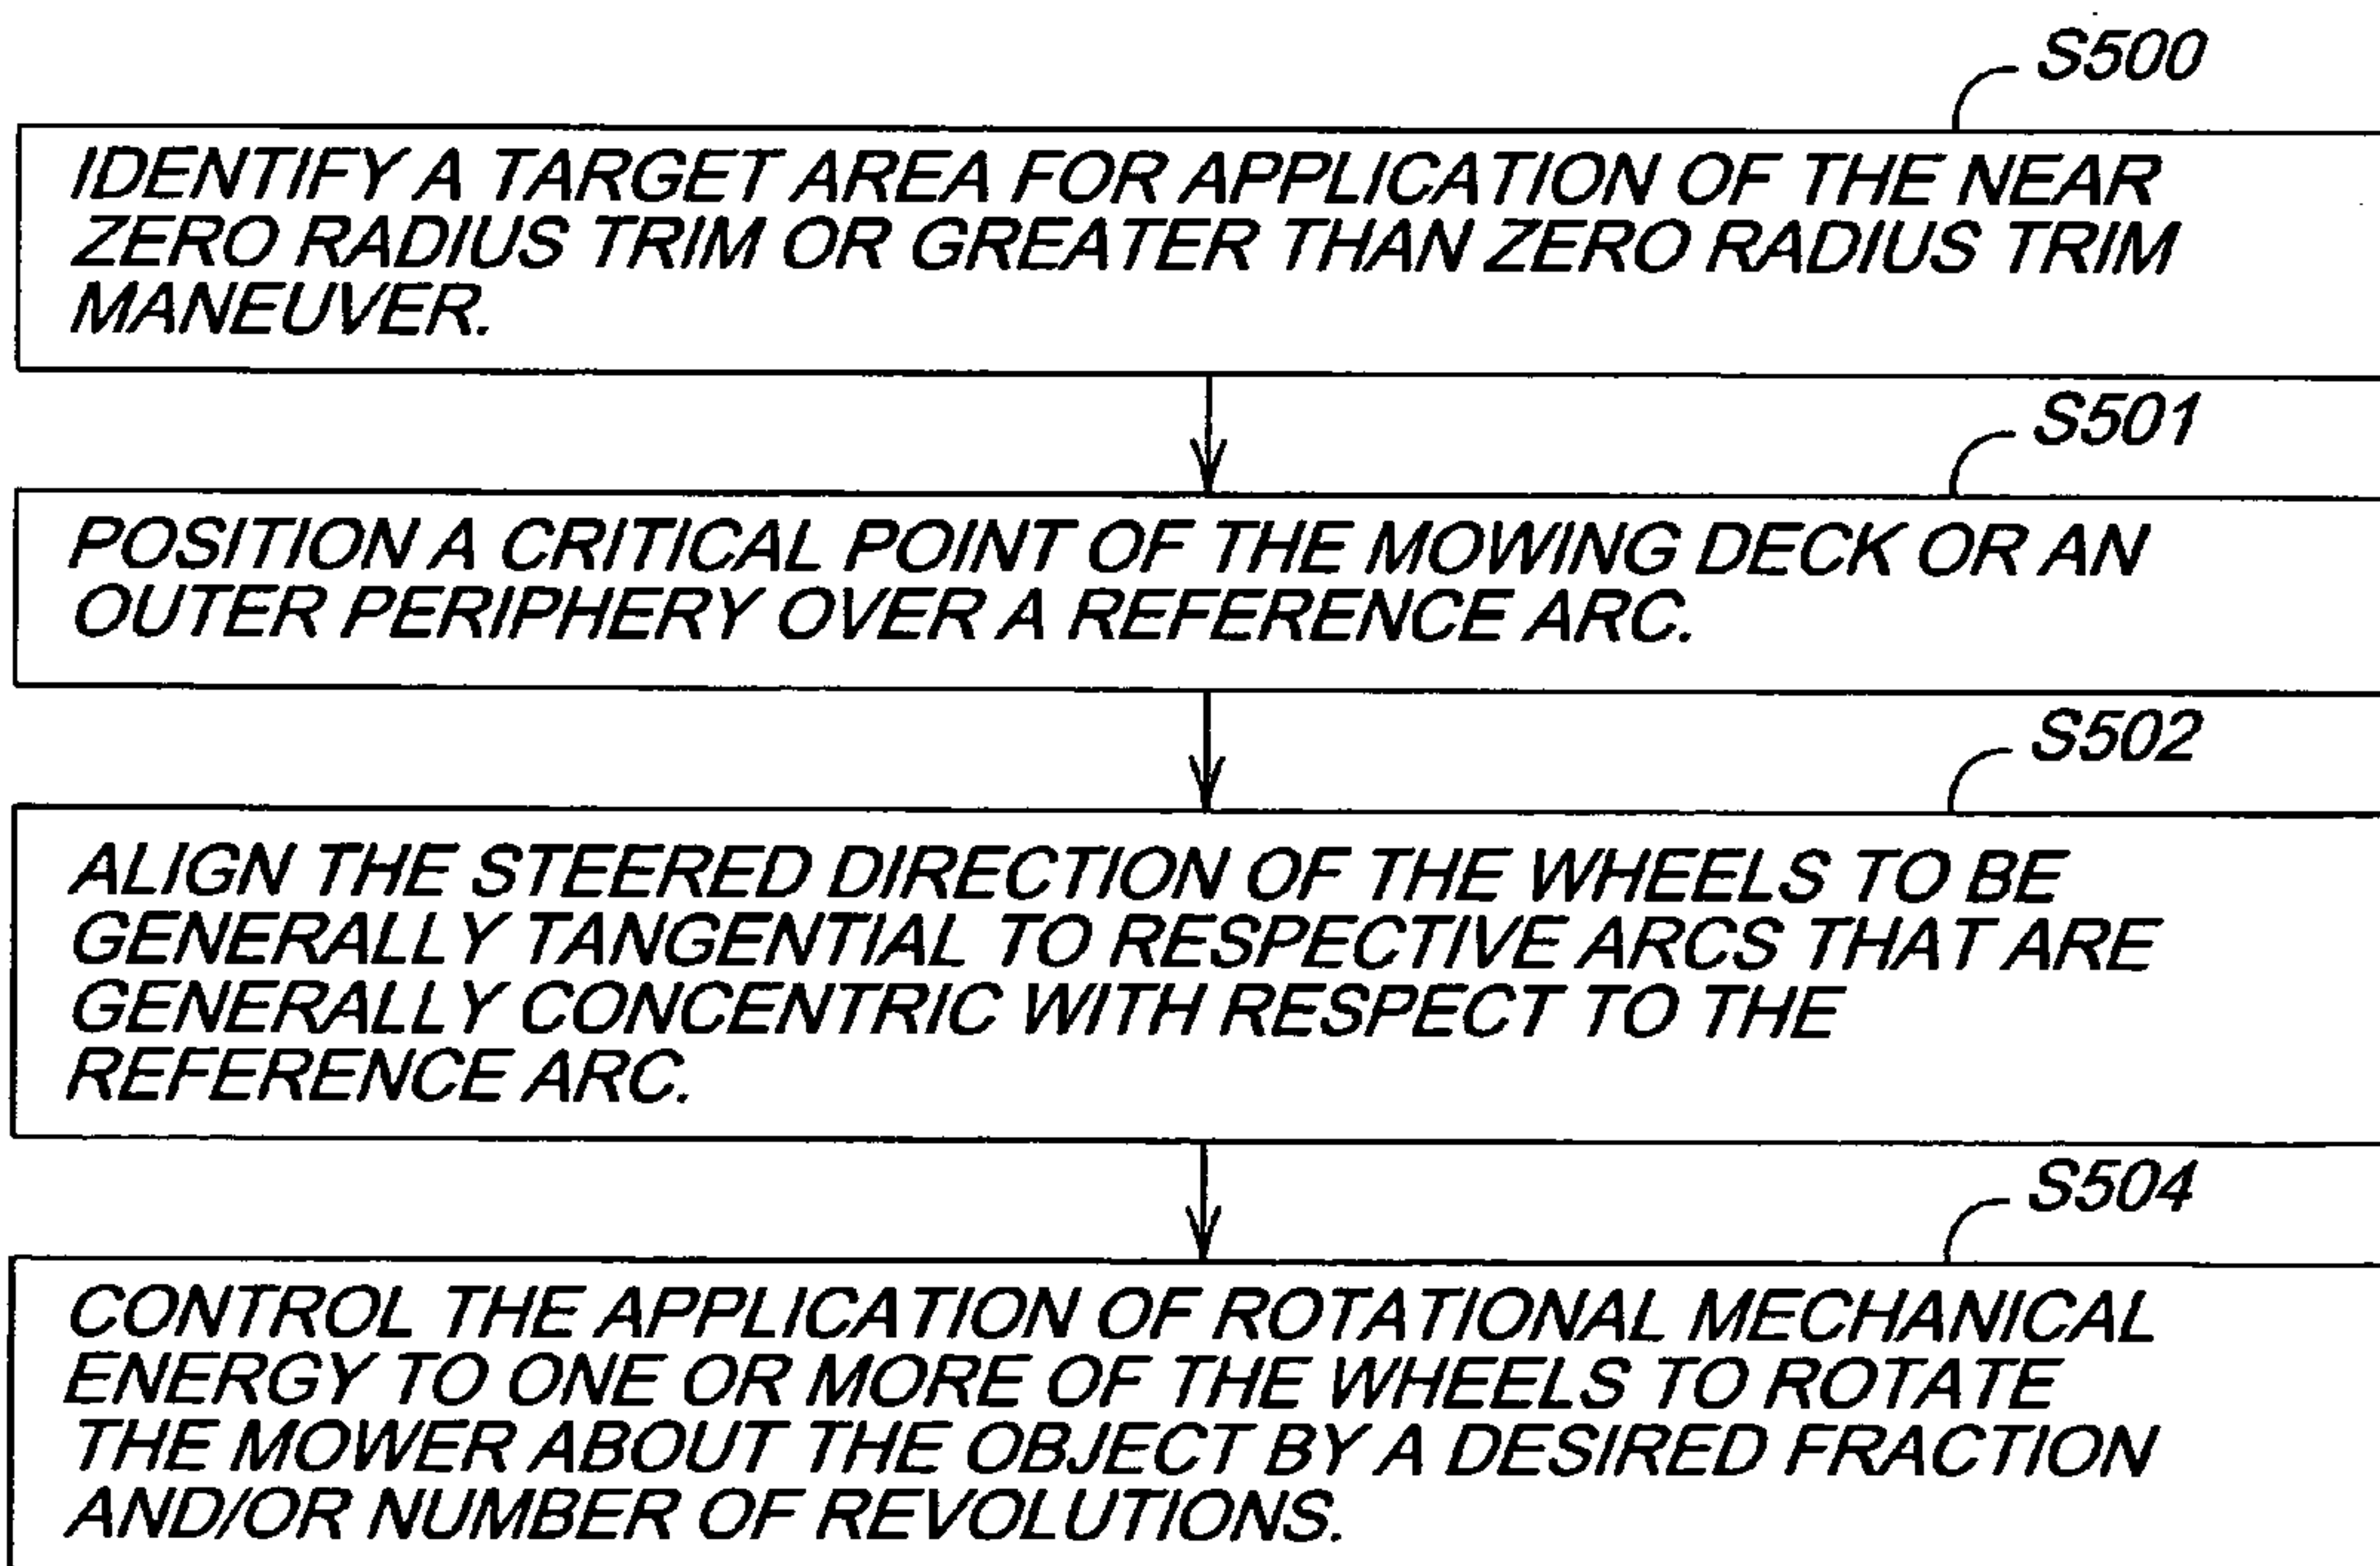 S500
IDENTIFY A TARGET AREA FOR APPLICATION OF THE NEAR
ZERO RADIUS TRIM OR GREATER THAN ZERO RADIUS TRIM
MANEUVER.
S501
POSITION A CRITICAL POINT OF THE MOWING DECK OR AN
OUTER PERIPHERY OVER A REFERENCE ARC.
S502
ALIGN THE STEERED DIRECTION OF THE WHEELS TO BE
GENERALLY TANGENTIAL TO RESPECTIVE ARCS THAT ARE
GENERALLY CONCENTRIC WITH RESPECT TO THE
REFERENCE ARC.
S504
CONTROL THE APPLICATION OF ROTATIONAL MECHANICAL
ENERGY TO ONE OR MORE OF THE WHEELS TO ROTATE
THE MOWER ABOUT THE OBJECT BY A DESIRED FRACTION
AND/OR NUMBER OF REVOLUTIONS.